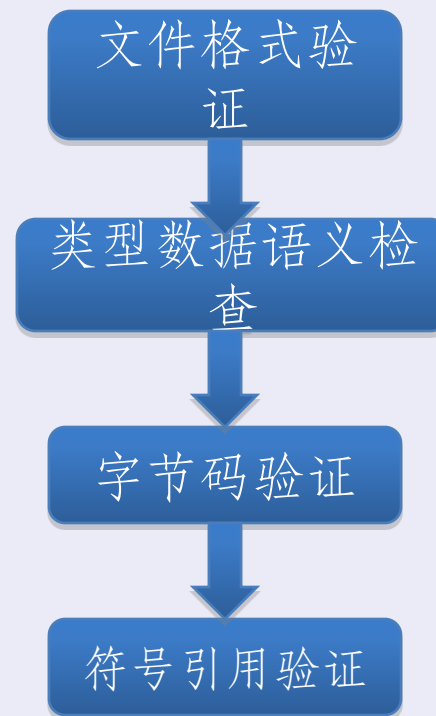 文件格式验
证
类型数据语义检
查
字节码验证
符号引用验证